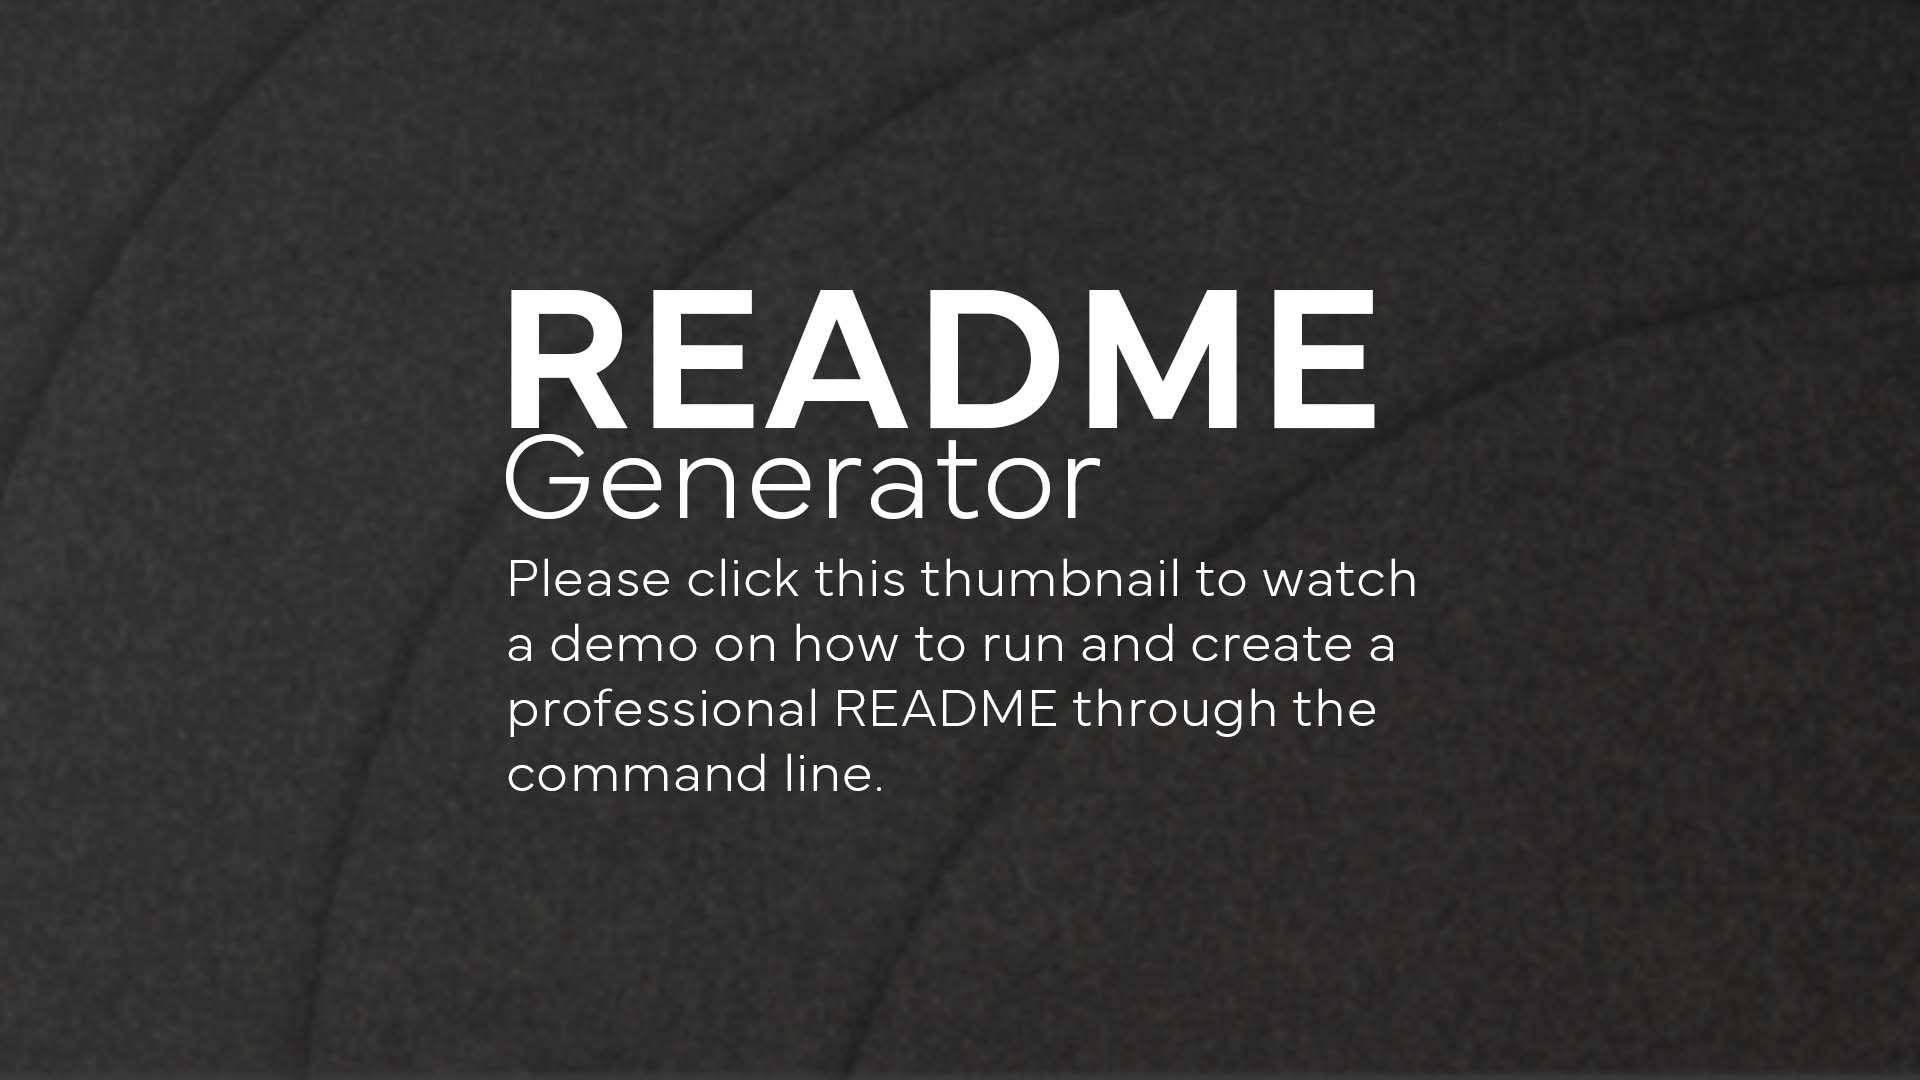 README
Generator
Please click this thumbnail to watch
a demo on how to run and create a
professional README through the
command line.